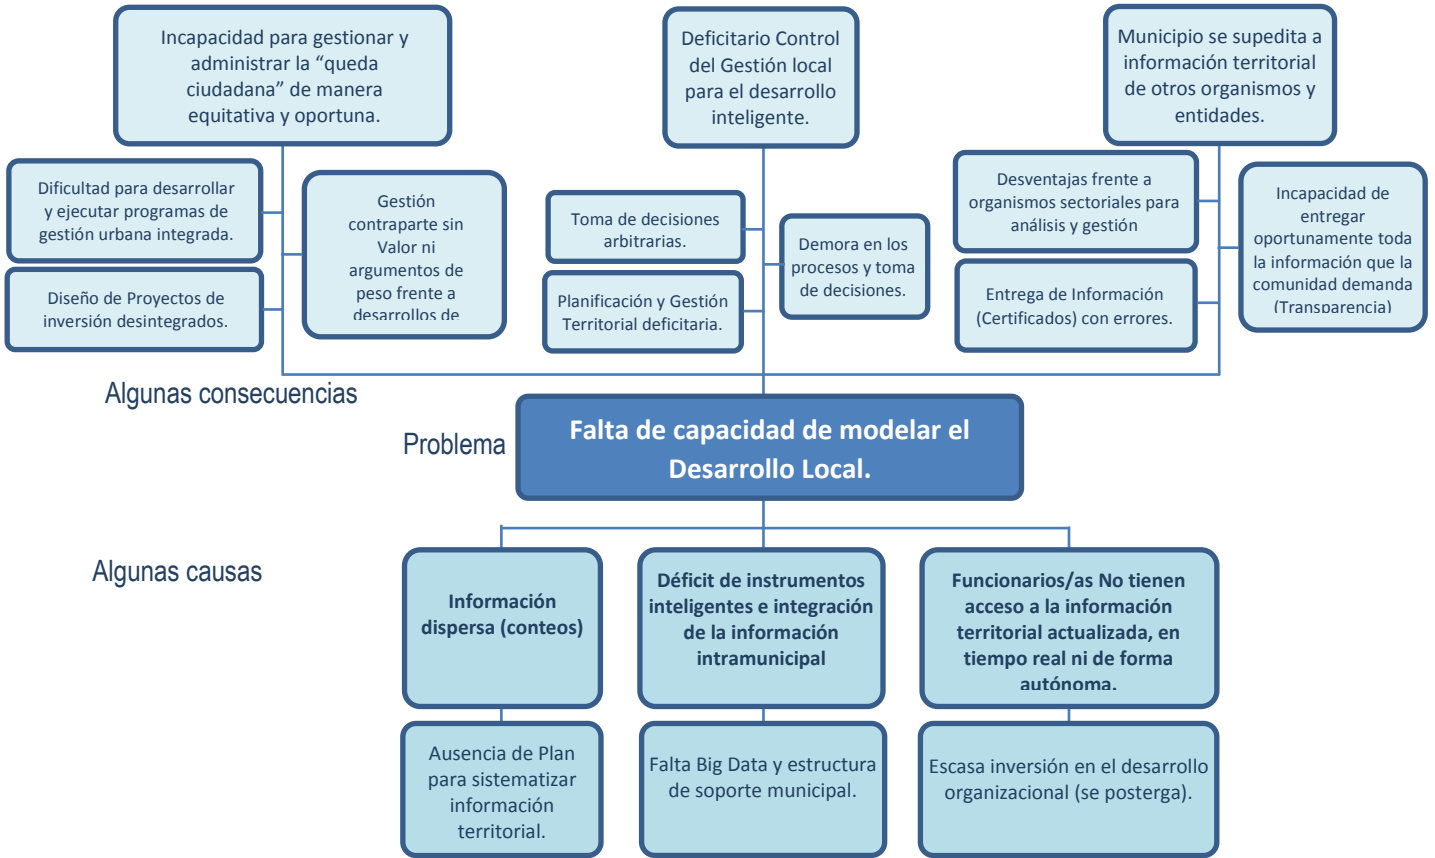 Incapacidad para gestionar y
administrar la “queda
ciudadana” de manera
equitativa y oportuna.
Dificultad para desarrollar
y ejecutar programas de
gestión urbana integrada.
Diseño de Proyectos de
inversión desintegrados.
Gestión
contraparte sin
Valor ni
argumentos de
peso frente a
desarrollos de
Deficitario Control
del Gestión local
para el desarrollo
inteligente.
Toma de decisiones
arbitrarias.
Planificación y Gestión
Territorial deficitaria.
Demora en los
procesos y toma
de decisiones.
Municipio se supedita a
información territorial
de otros organismos y
entidades.
Desventajas frente a
organismos sectoriales para
análisis y gestión
Entrega de Información
(Certificados) con errores.
Incapacidad de
entregar
oportunamente toda
la información que la
comunidad demanda
(Transparencia)
Algunas consecuencias
Problema
Falta de capacidad de modelar el
Desarrollo Local.
Algunas causas
Información
dispersa (conteos)
Déficit de instrumentos
inteligentes e integración
de la información
intramunicipal
Funcionarios/as No tienen
acceso a la información
territorial actualizada, en
tiempo real ni de forma
autónoma.
Ausencia de Plan
para sistematizar
información
territorial.
Falta Big Data y estructura
de soporte municipal.
Escasa inversión en el desarrollo
organizacional (se posterga).